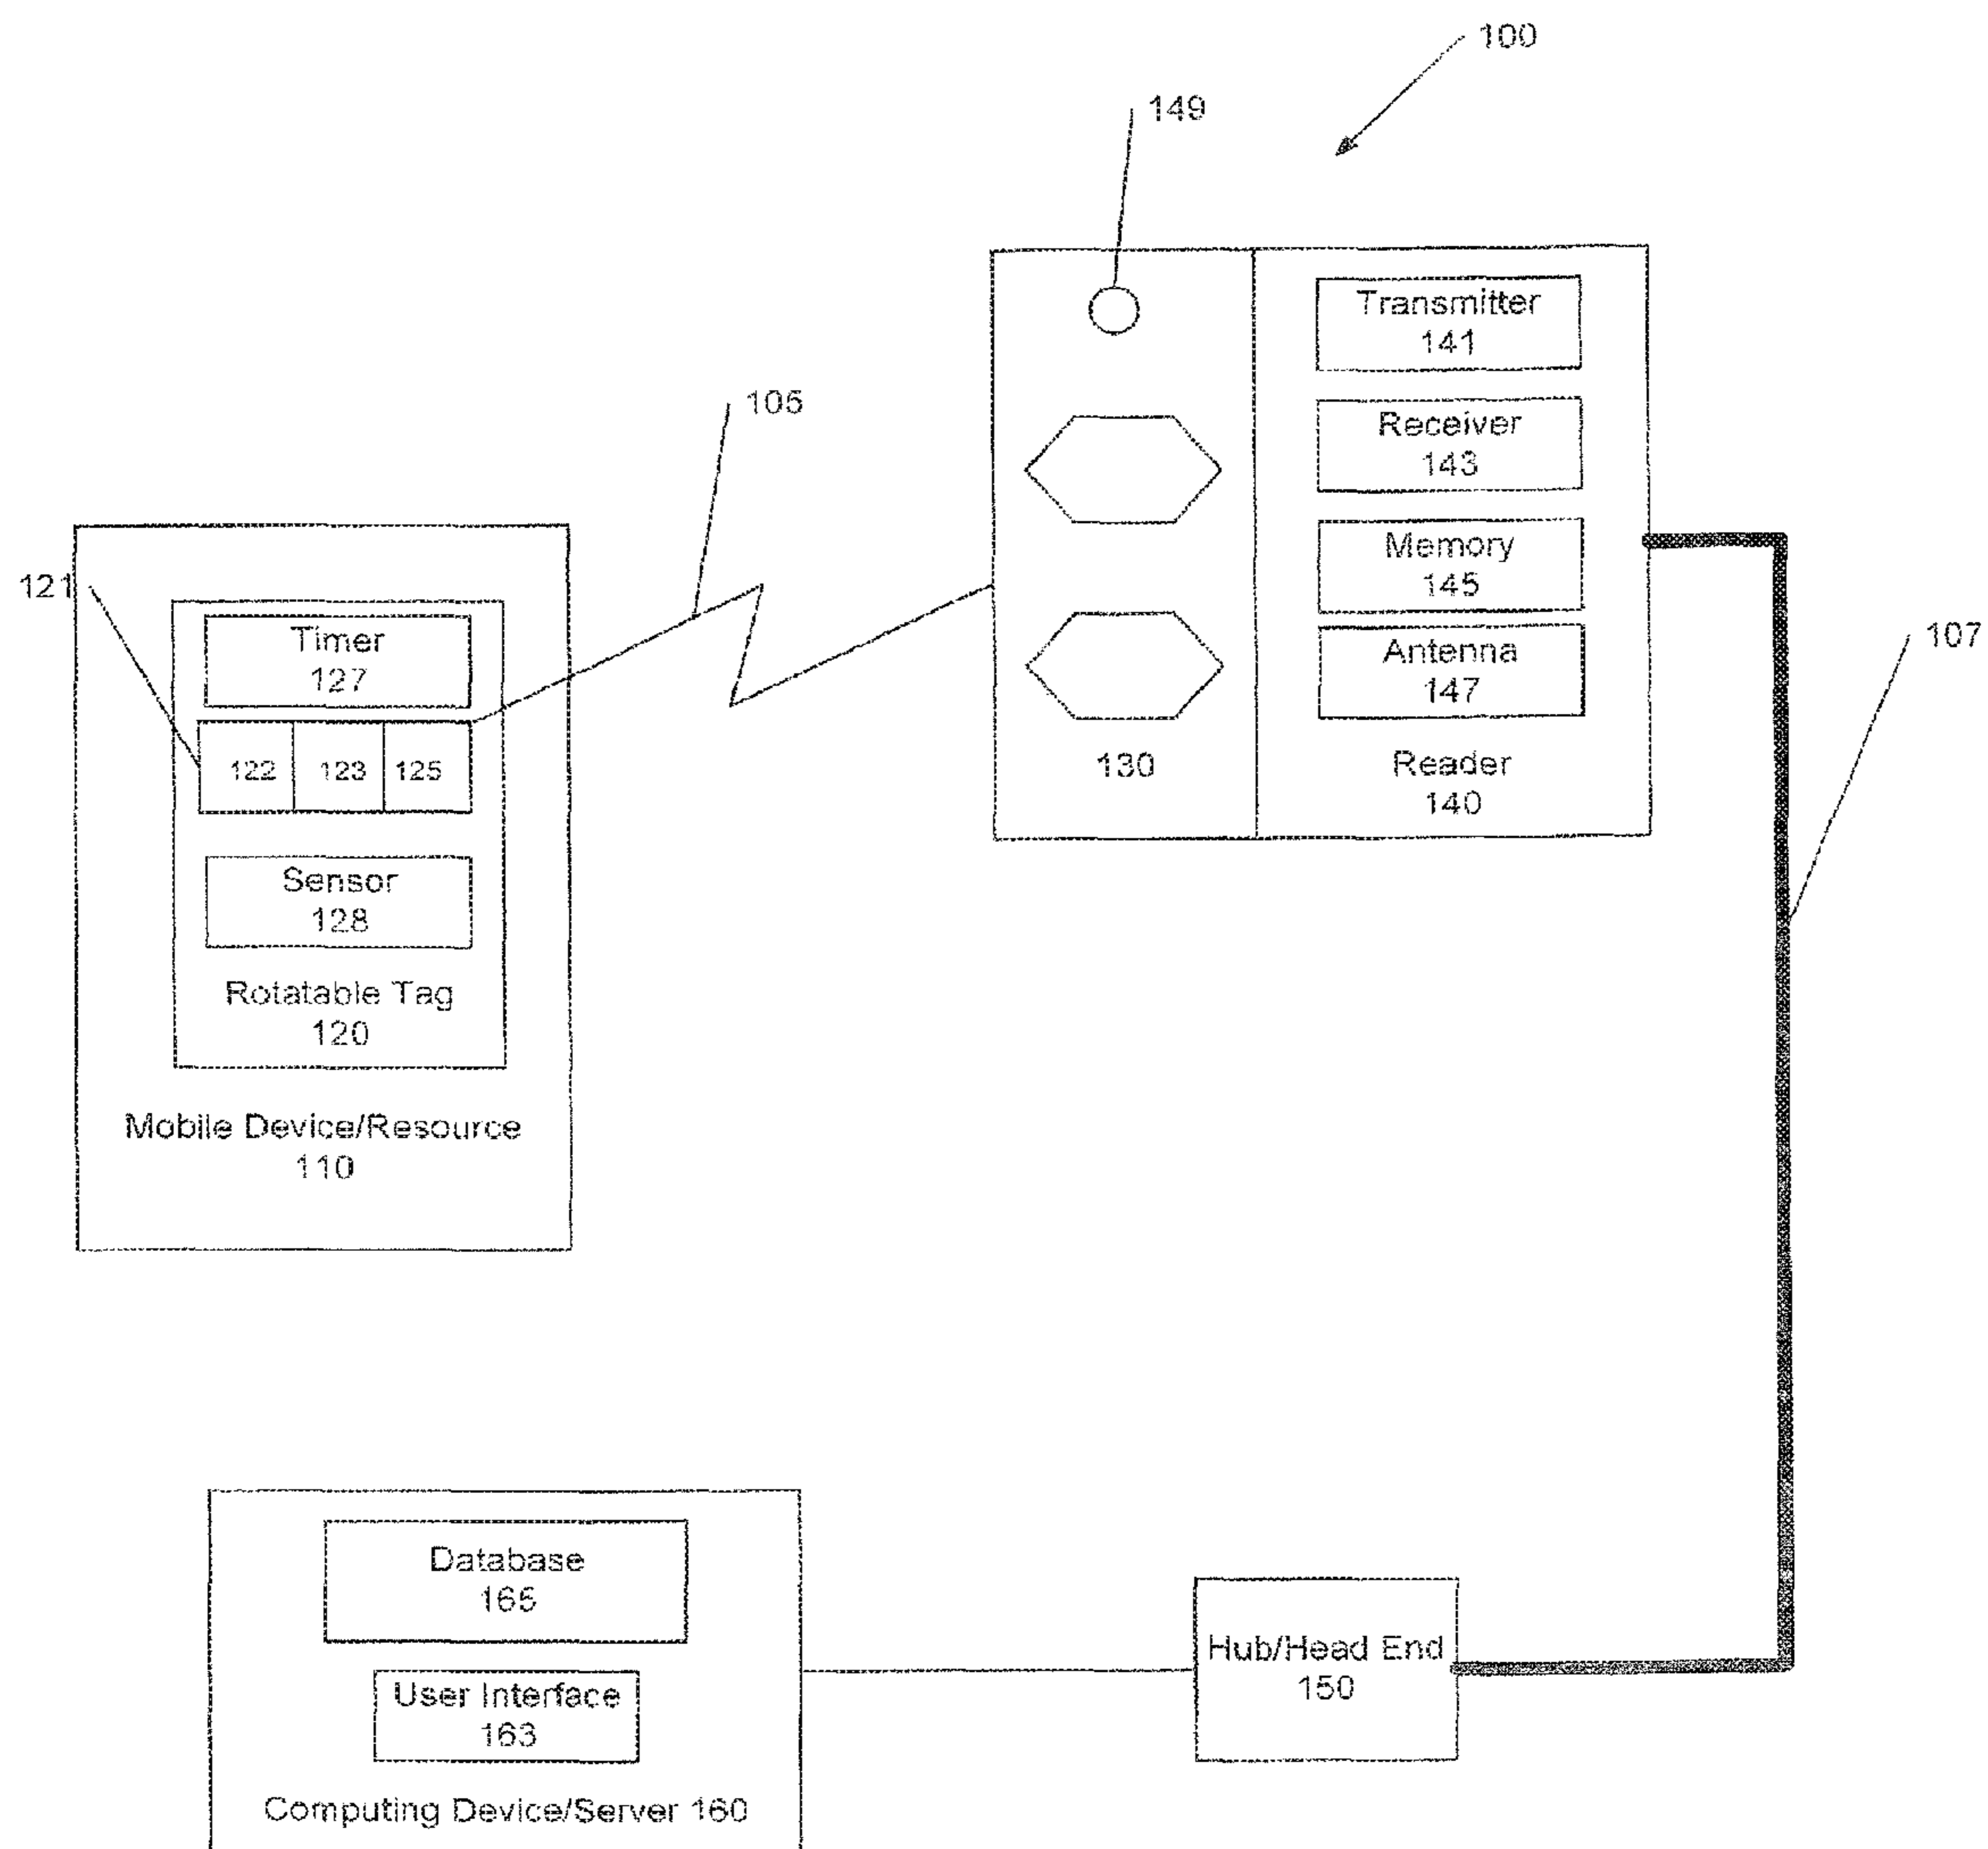 100
149
Transmitter
141
105
Receiver
143
Memory
145
121
Timer
127
Antenna
147
107
122 123 125
130
Reader
140
Sensor
128
Rotatable Tag
120
Mobile Device/Resource
110
Database
165
Hub/Head End
150
User Interface
163
Computing Device/Server 160